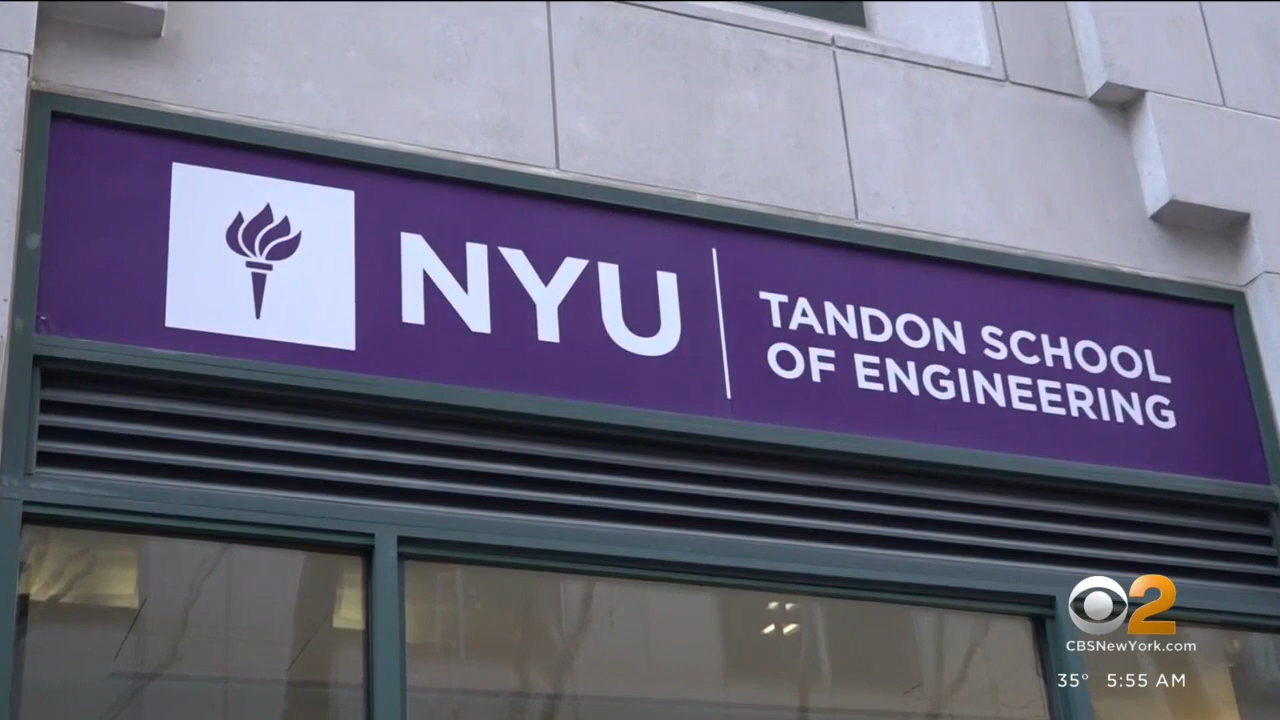 NYU
TANDON SCHOOL
OF ENGINEERING
2
CBSNewYork.com
35° 5:55 AM